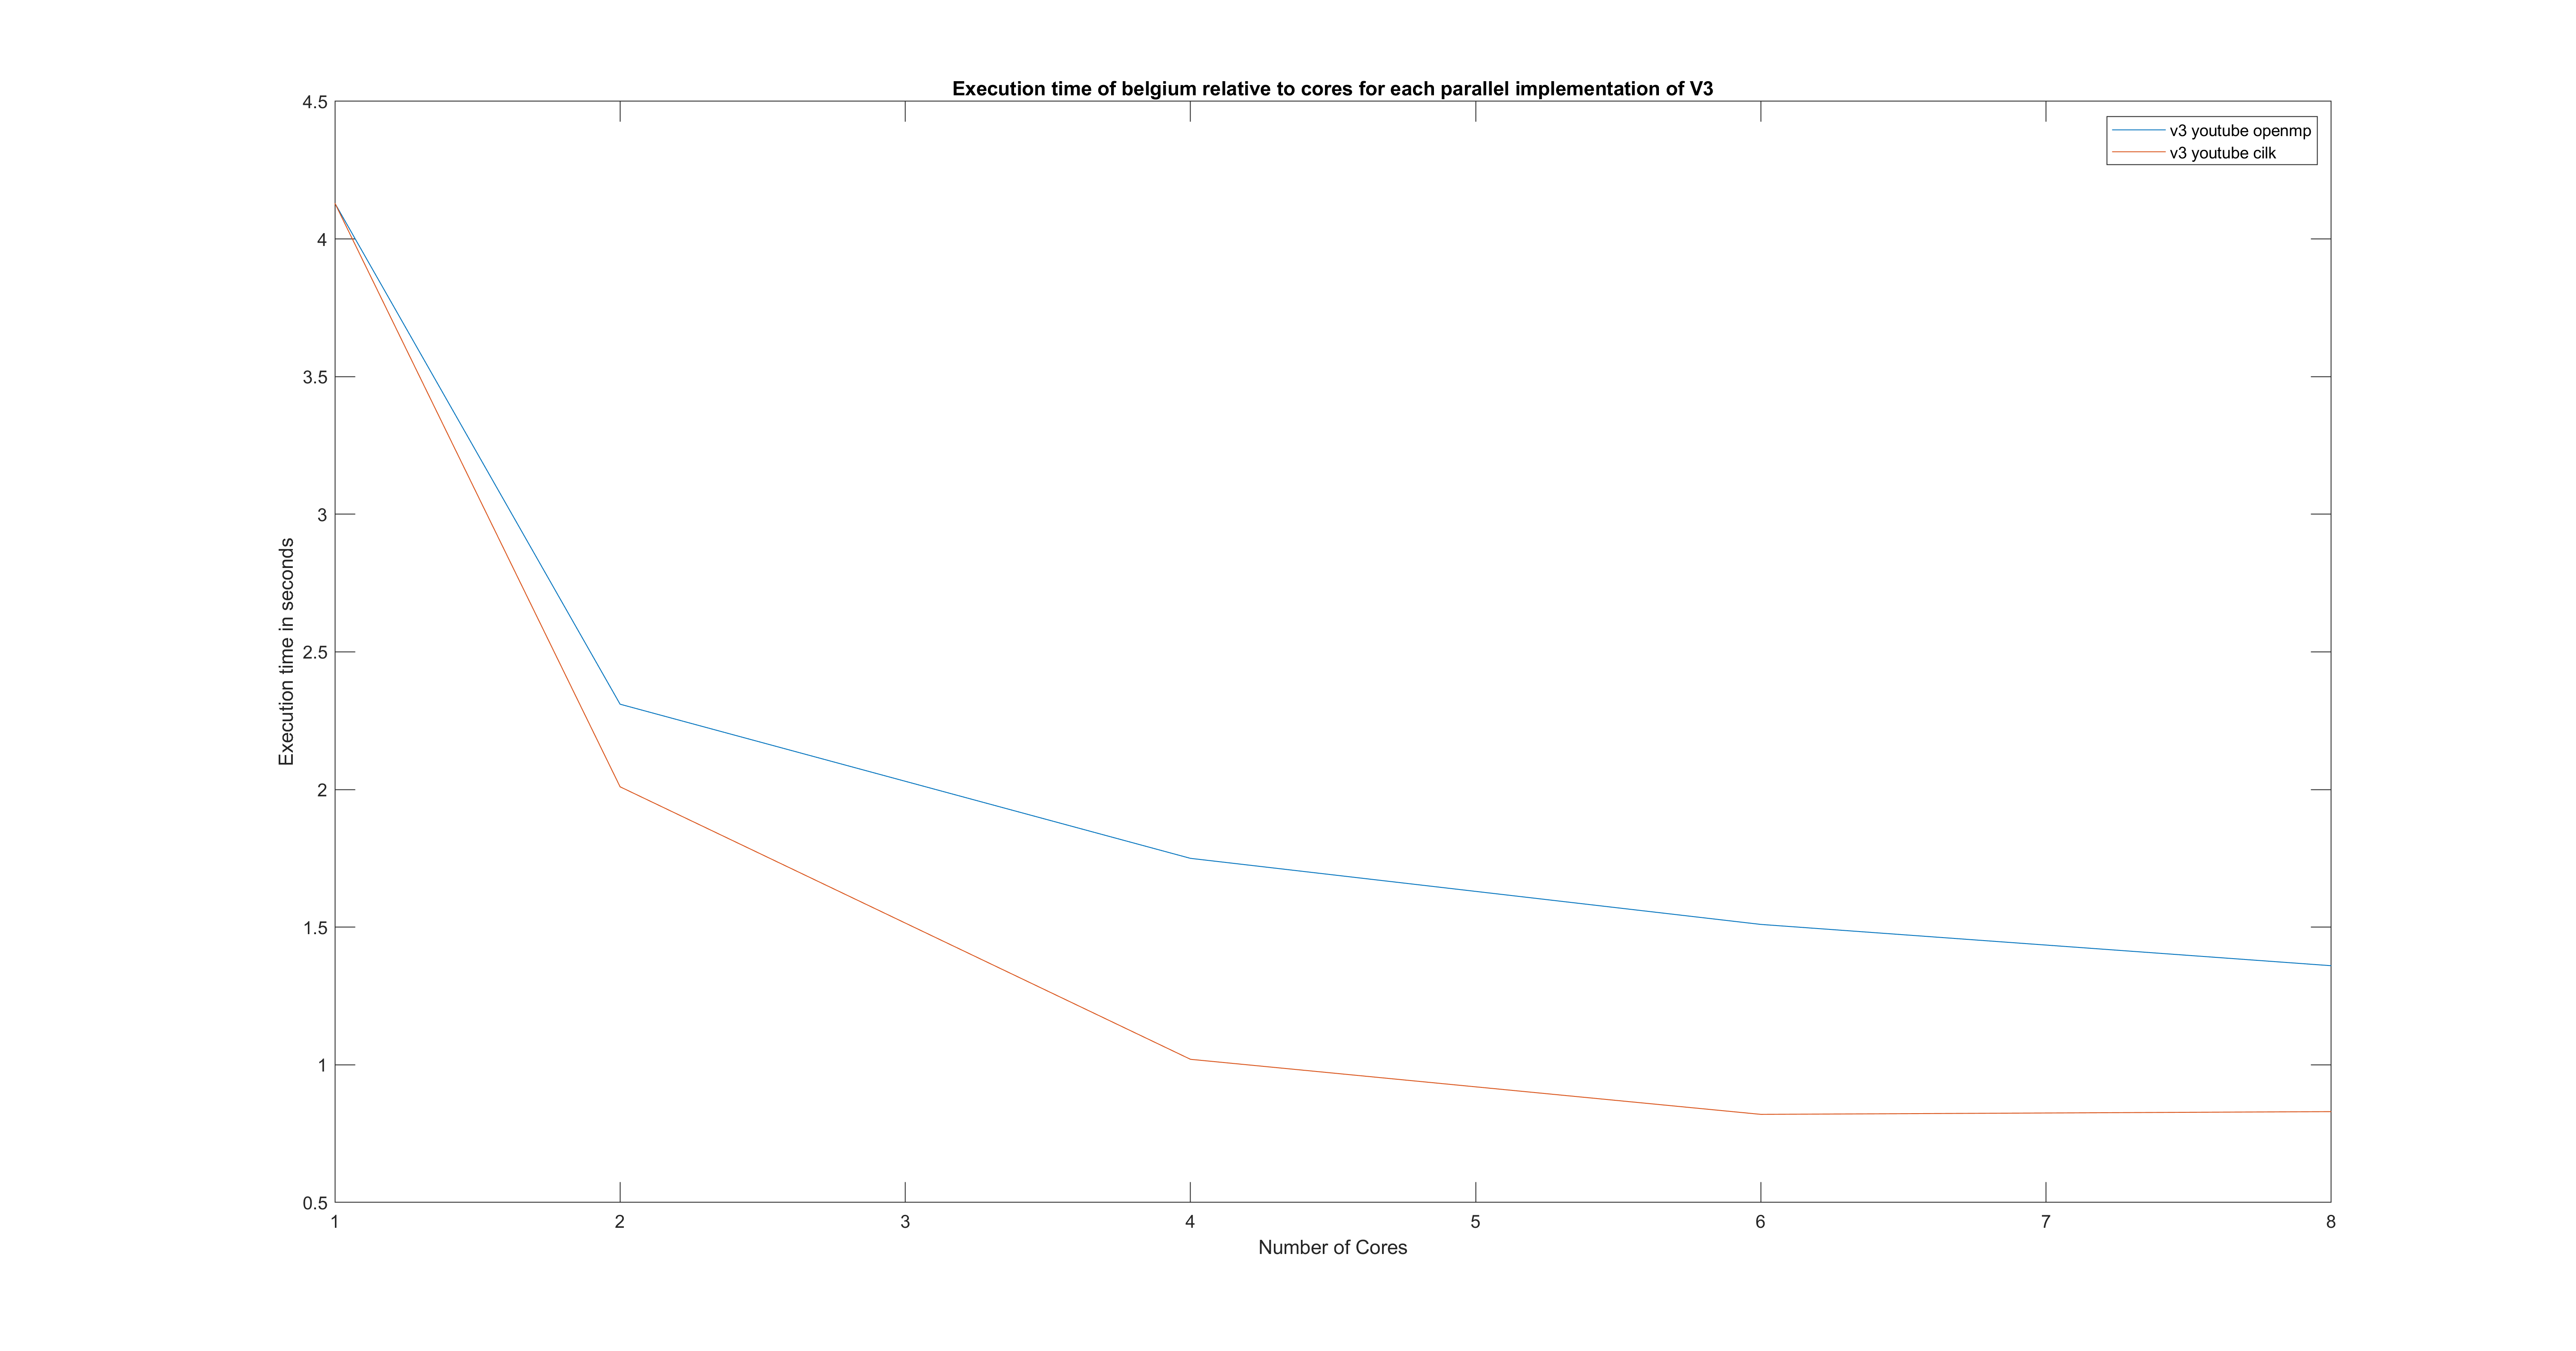 Execution time of belgium relative to cores for each parallel implementation of V3
4.5
v3 youtube openmp
v3 youtube cilk
4
3.5
3
2.5
2
1.5
1
0.5
Execution time in seconds
1 2 3 4 5 6 7 8
Number of Cores